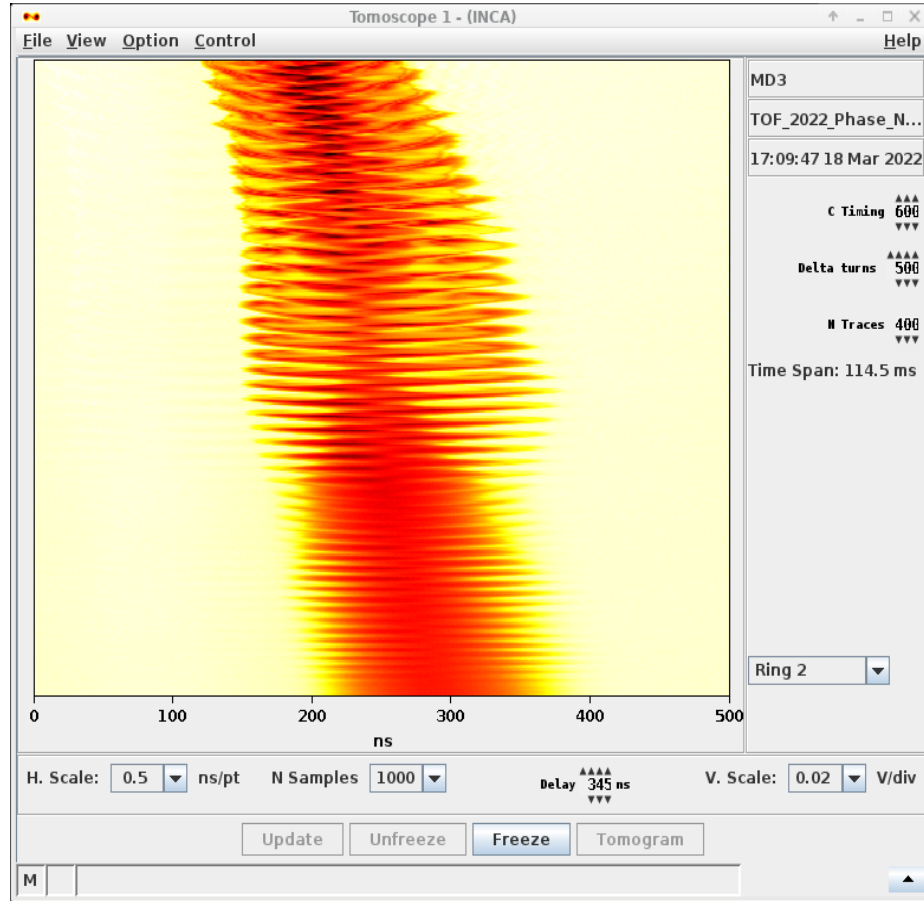 Tomoscope 1 - (INCA)
File View Option Control Help
MD3
TOF_2022_Phase_N...
17:09:47 18 Mar 2022
C Timing 600
Delta turns 500
N Traces 400
Time Span: 114.5 ms
Ring 2
0 100 200 300 400 500
ns
H. Scale: 0.5 ns/pt N Samples 1000 Delay 345 ns V. Scale: 0.02 V/div
Update Unfreeze Freeze Tomogram
M